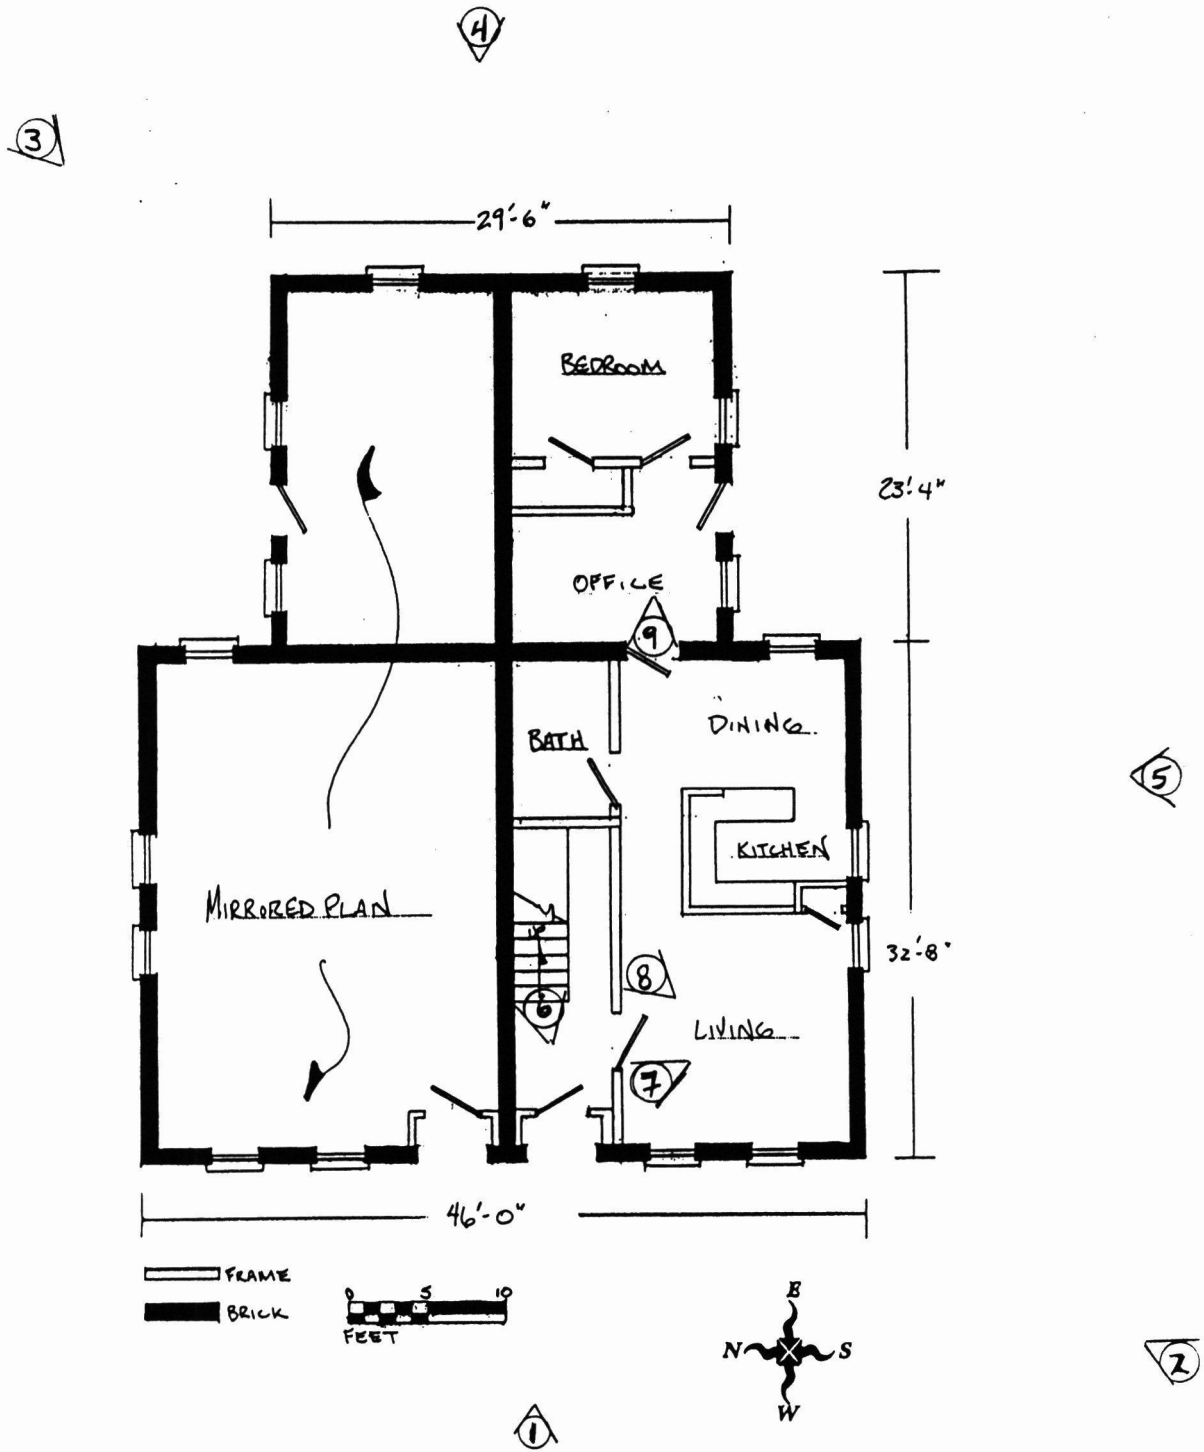 4
3
29'-6"
BEDROOM
23'-4"
OFFICE
9
DINING
BATH
5
KITCHEN
MIRRORED PLAN
UP
32'-8"
8
6
LIVING
7
46'-0"
FRAME
BRICK
0 5 10
FEET
E
N S
W
2
1